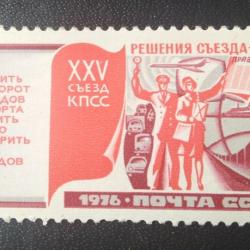 ИТЬ
ОРОТ
ДОВ
ОРТА
ИТЬ
О
РИТЬ
ДОВ
XXV
СЪЕЗД
КПСС
РЕШЕНИЯ СЪЕЗДА-
1976 • ПОЧТА СС